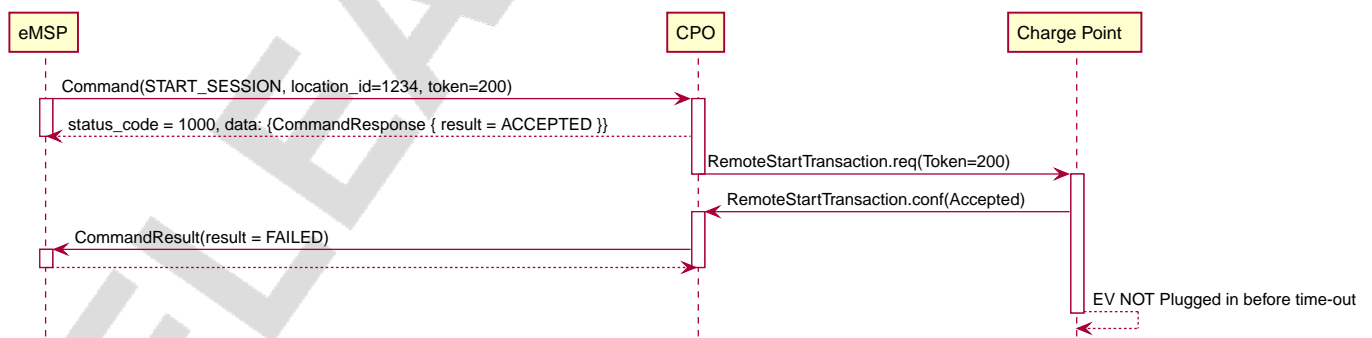 eMSP
CPO
Charge Point
Command(START_SESSION, location_id=1234, token=200)
status_code = 1000, data: {CommandResponse { result = ACCEPTED }}
RemoteStartTransaction.req(Token=200)
RemoteStartTransaction.conf(Accepted)
CommandResult(result = FAILED)
EV NOT Plugged in before time-out